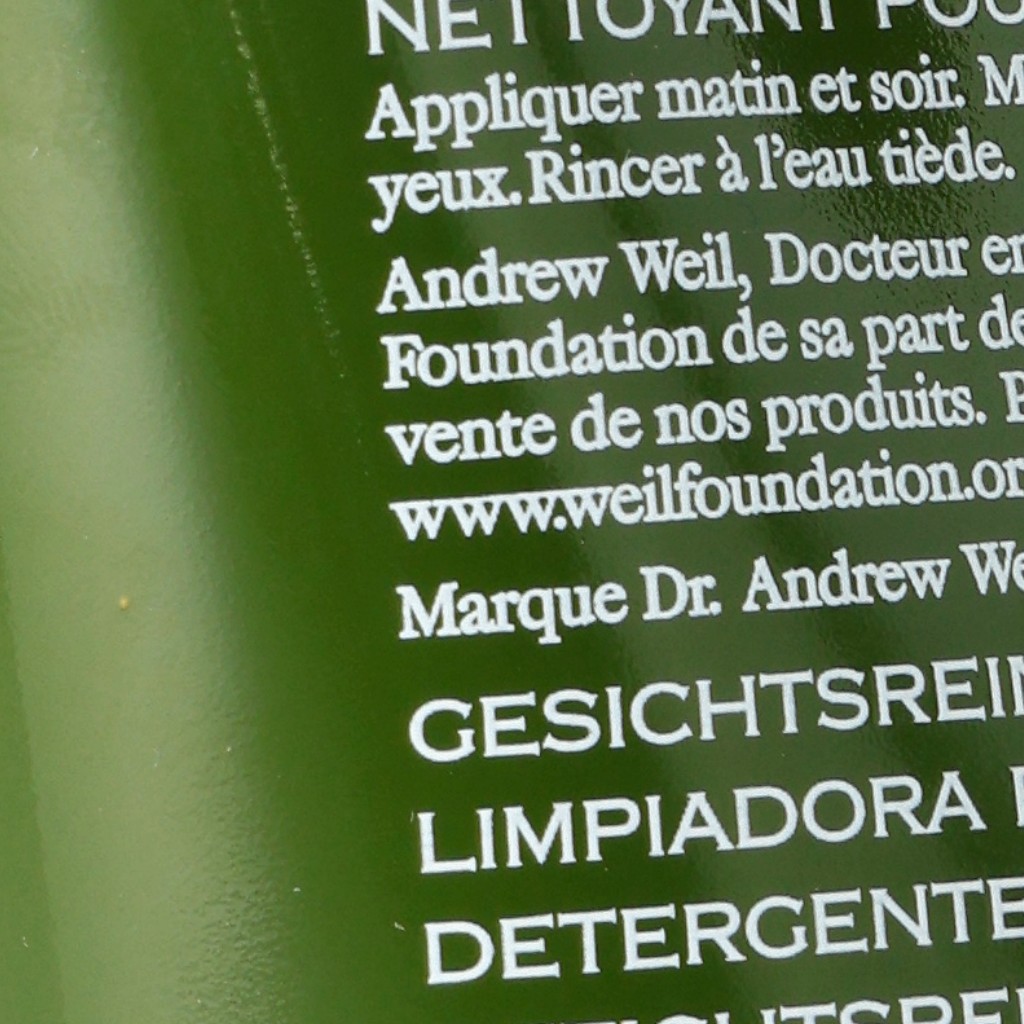 NETTOYANT
Appliquer matin et soir.
yeux. Rincer à l'eau tiède.
Andrew Weil, Docteur en
Foundation de sa part de
vente de nos produits.
www.weilfoundation.or
Marque Dr. Andrew We
GESICHTSREIN
LIMPIADORA
DETERGENTE